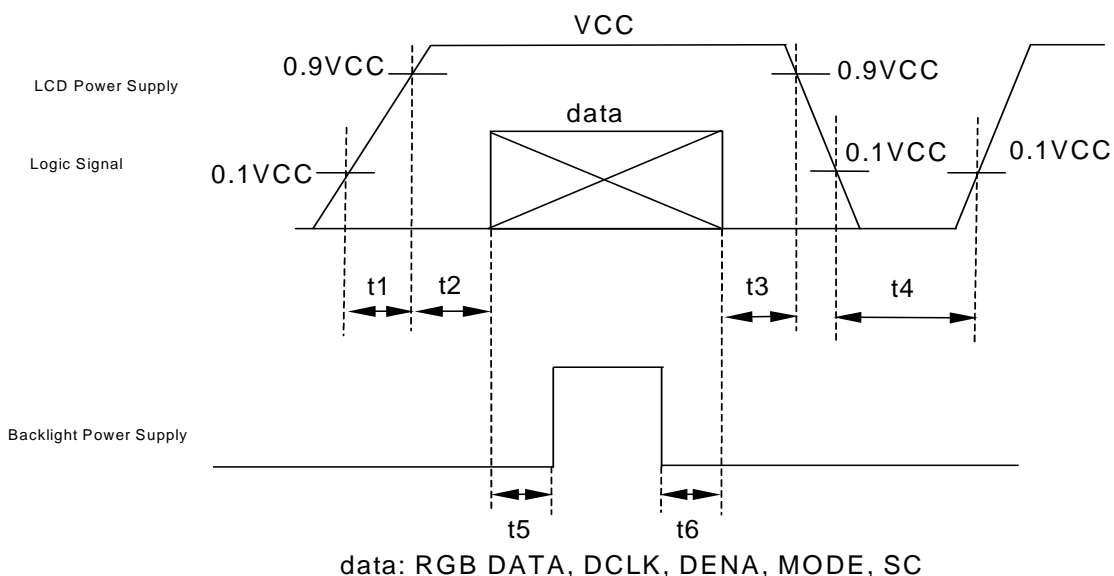 VCC
0.9VCC
0.9VCC
LCD Power Supply
data
Logic Signal
0.1VCC
0.1VCC
0.1VCC
t1
t2
t3
t4
Backlight Power Supply
t5
t6
data: RGB DATA, DCLK, DENA, MODE, SC